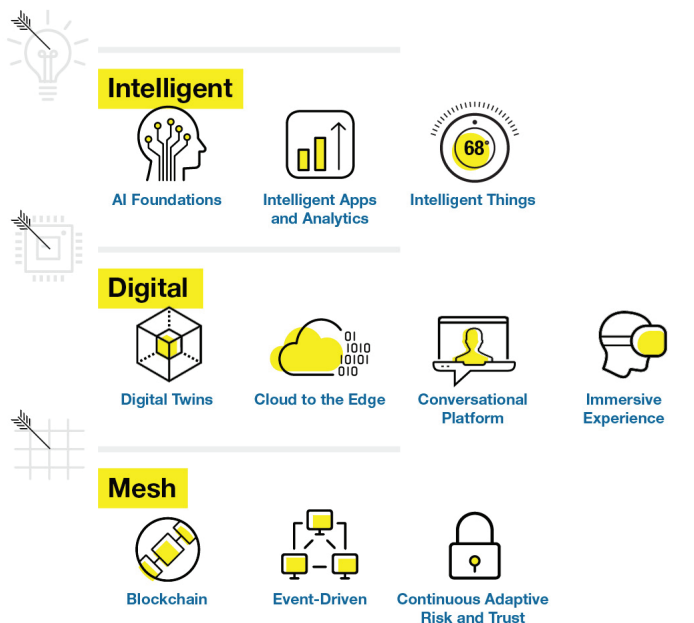 Intelligent
68°
AI Foundations
Intelligent Apps
and Analytics
Intelligent Things
Digital
01
1010
10101
010
Digital Twins
Cloud to the Edge
Conversational
Platform
Immersive
Experience
Mesh
Blockchain
Event-Driven
Continuous Adaptive
Risk and Trust